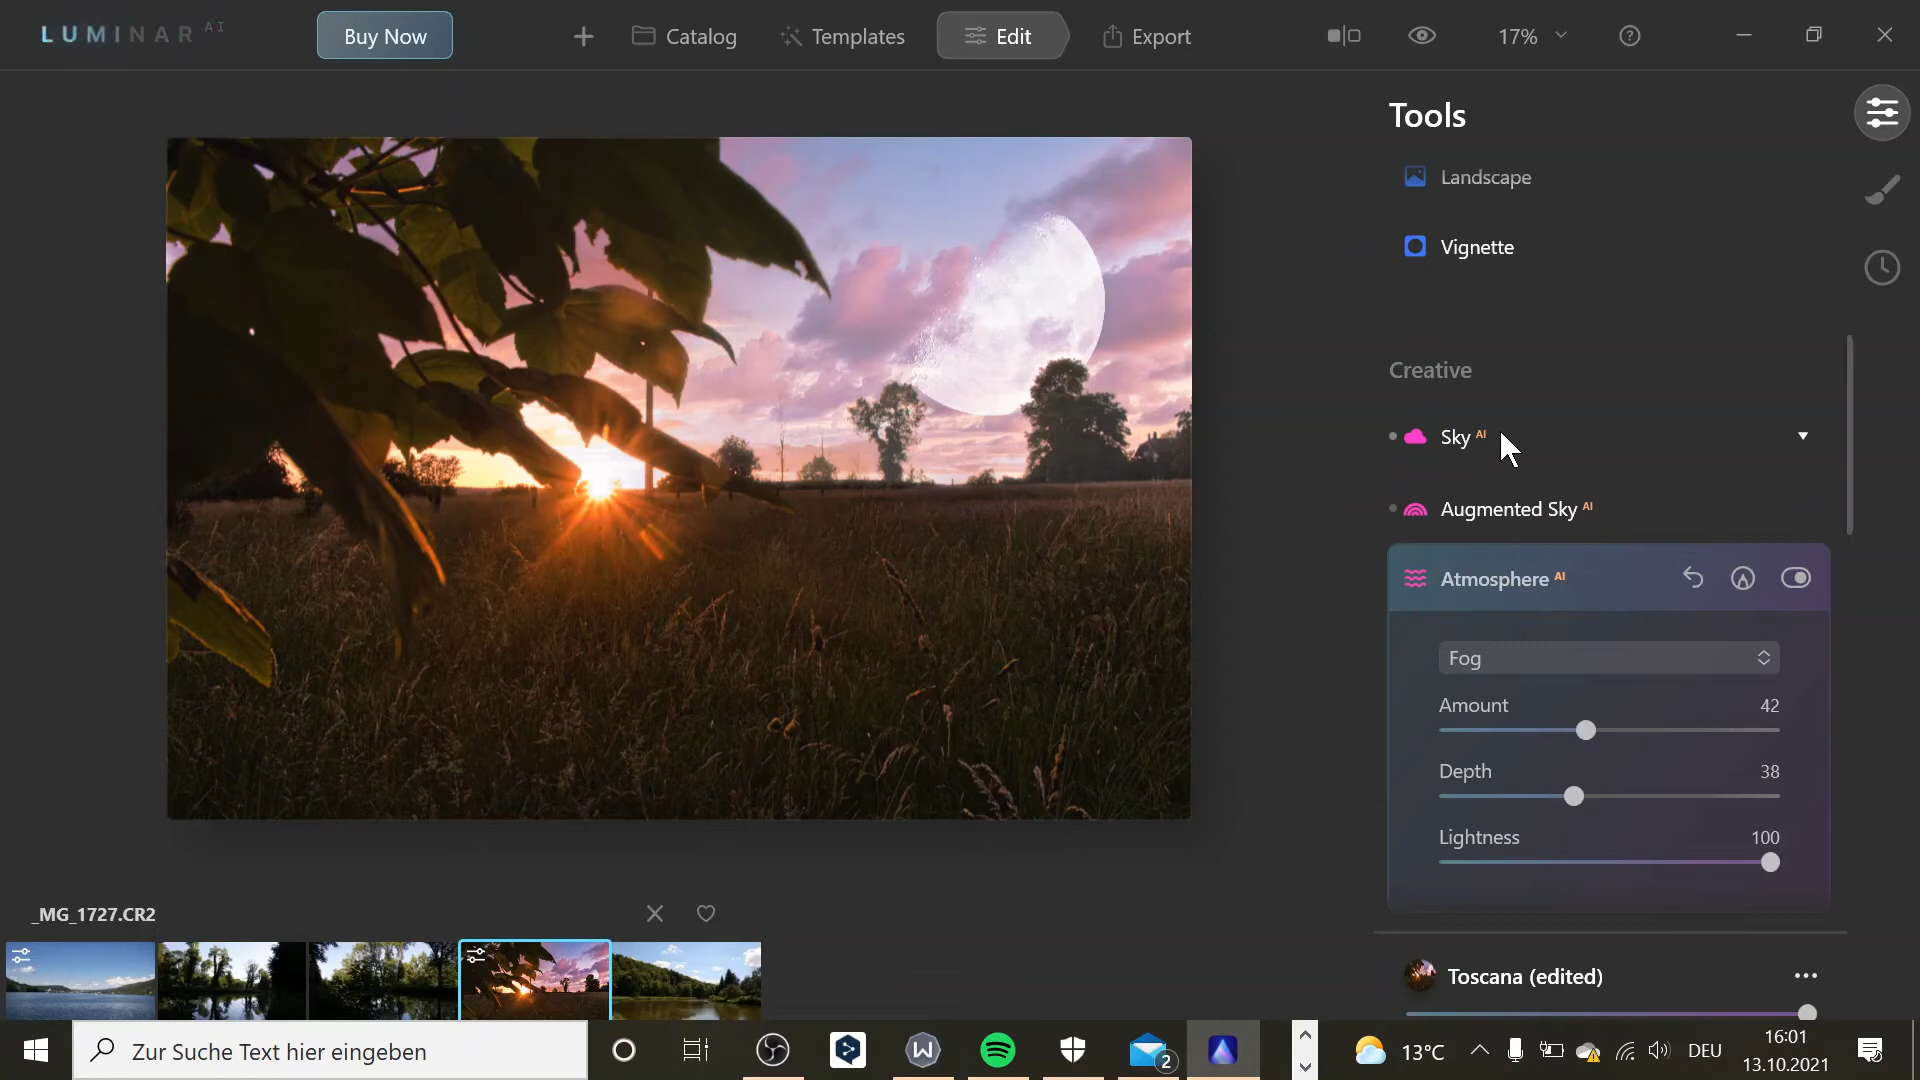 LUMINAR AI
Buy Now
Catalog
Templates
Edit
Export
17%
Tools
Landscape
Vignette
Creative
Sky AI
Augmented Sky AI
Atmosphere AI
Fog
Amount 42
Depth 38
Lightness 100
_MG_1727.CR2
Toscana (edited)
Zur Suche Text hier eingeben
2
13°C
DEU
16:01
13.10.2021